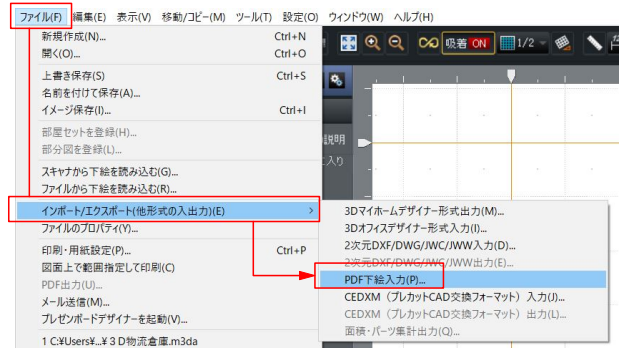 ファイル(F) 編集(E) 表示(V) 移動/コピー(M) ツール(T) 設定(O) ウィンドウ(W) ヘルプ(H)
吸着 ON 1/2
新規作成(N)... Ctrl+N
開く(O)... Ctrl+O
上書き保存(S) Ctrl+S
名前を付けて保存(A)...
イメージ保存(I)... Ctrl+I
部屋セットを登録(H)...
部分図を登録(L)...
説明
に入り
スキャナから下絵を読み込む(G)...
ファイルから下絵を読み込む(R)...
インポート/エクスポート(他形式の入出力)(E)
ファイルのプロパティ(Y)...
印刷・用紙設定(P)... Ctrl+P
図面上で範囲指定して印刷(C)
PDF出力(U)...
メール送信(M)...
プレゼンボードデザイナーを起動(V)...
1 C:¥Users¥...¥３Ｄ物流倉庫.m3da
3Dマイホームデザイナー形式出力(M)...
3Dオフィスデザイナー形式入力(I)...
2次元DXF/DWG/JWC/JWW入力(D)...
2次元DXF/DWG/JWC/JWW出力(E)...
PDF下絵入力(P)...
CEDXM（プレカットCAD交換フォーマット）入力(J)...
CEDXM（プレカットCAD交換フォーマット）出力(L)...
面積・パーツ集計出力(Q)...